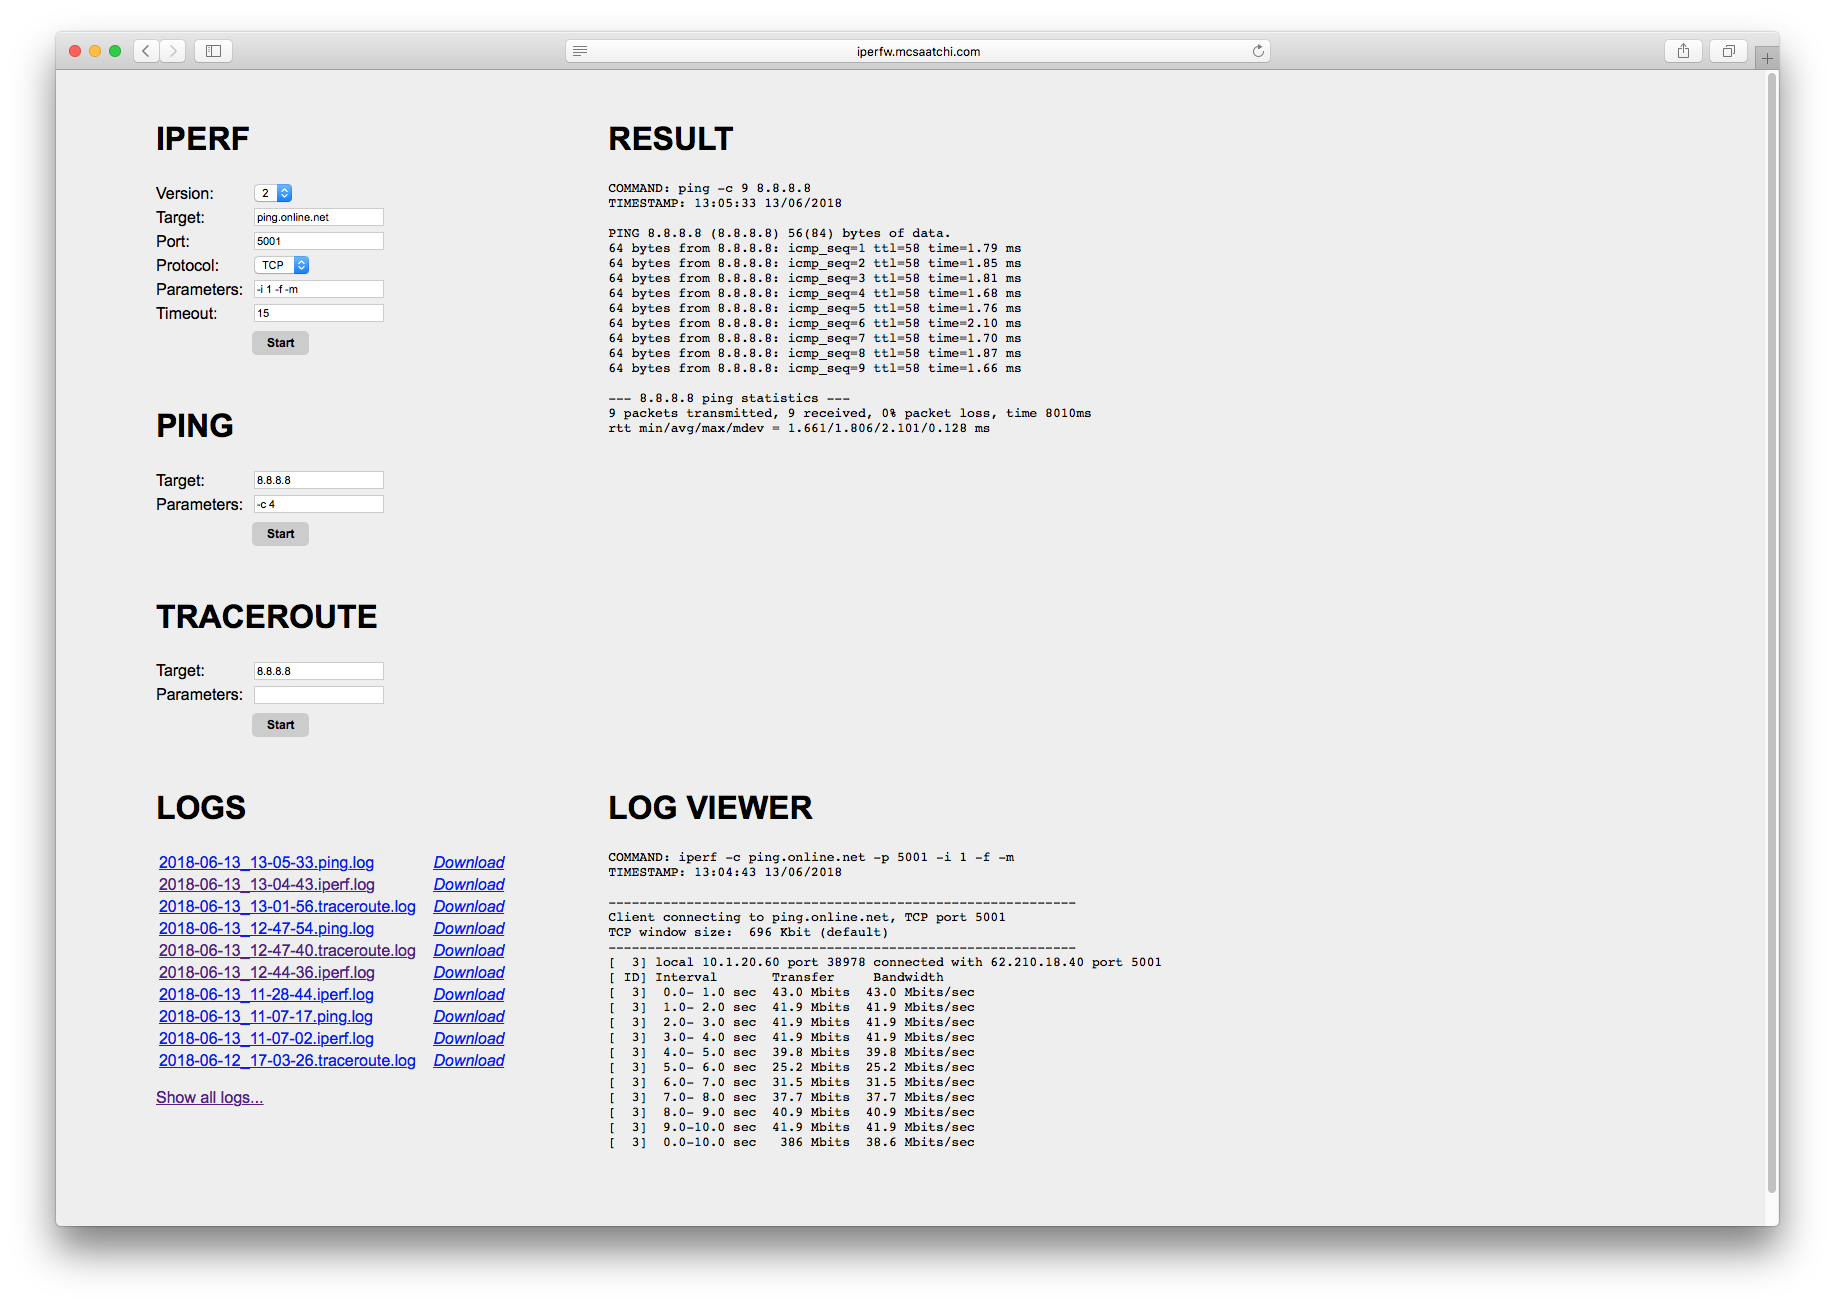 iperfw.mcsaatchi.com
IPERF
Version: 2
Target: ping.online.net
Port: 5001
Protocol: TCP
Parameters: -i 1 -f -m
Timeout: 15
Start
PING
Target: 8.8.8.8
Parameters: -c 4
Start
TRACEROUTE
Target: 8.8.8.8
Parameters:
Start
LOGS
2018-06-13_13-05-33.ping.log Download
2018-06-13_13-04-43.iperf.log Download
2018-06-13_13-01-56.traceroute.log Download
2018-06-13_12-47-54.ping.log Download
2018-06-13_12-47-40.traceroute.log Download
2018-06-13_12-44-36.iperf.log Download
2018-06-13_11-28-44.iperf.log Download
2018-06-13_11-07-17.ping.log Download
2018-06-13_11-07-02.iperf.log Download
2018-06-12_17-03-26.traceroute.log Download
Show all logs...
RESULT
COMMAND: ping -c 9 8.8.8.8
TIMESTAMP: 13:05:33 13/06/2018
PING 8.8.8.8 (8.8.8.8) 56(84) bytes of data.
64 bytes from 8.8.8.8: icmp_seq=1 ttl=58 time=1.79 ms
64 bytes from 8.8.8.8: icmp_seq=2 ttl=58 time=1.85 ms
64 bytes from 8.8.8.8: icmp_seq=3 ttl=58 time=1.81 ms
64 bytes from 8.8.8.8: icmp_seq=4 ttl=58 time=1.68 ms
64 bytes from 8.8.8.8: icmp_seq=5 ttl=58 time=1.76 ms
64 bytes from 8.8.8.8: icmp_seq=6 ttl=58 time=2.10 ms
64 bytes from 8.8.8.8: icmp_seq=7 ttl=58 time=1.70 ms
64 bytes from 8.8.8.8: icmp_seq=8 ttl=58 time=1.87 ms
64 bytes from 8.8.8.8: icmp_seq=9 ttl=58 time=1.66 ms
--- 8.8.8.8 ping statistics ---
9 packets transmitted, 9 received, 0% packet loss, time 8010ms
rtt min/avg/max/mdev = 1.661/1.806/2.101/0.128 ms
LOG VIEWER
COMMAND: iperf -c ping.online.net -p 5001 -i 1 -f -m
TIMESTAMP: 13:04:43 13/06/2018
------------------------------------------------------------
Client connecting to ping.online.net, TCP port 5001
TCP window size:  696 Kbit (default)
------------------------------------------------------------
[  3] local 10.1.20.60 port 38978 connected with 62.210.18.40 port 5001
[ ID] Interval       Transfer     Bandwidth
[  3]  0.0- 1.0 sec  43.0 Mbits  43.0 Mbits/sec
[  3]  1.0- 2.0 sec  41.9 Mbits  41.9 Mbits/sec
[  3]  2.0- 3.0 sec  41.9 Mbits  41.9 Mbits/sec
[  3]  3.0- 4.0 sec  41.9 Mbits  41.9 Mbits/sec
[  3]  4.0- 5.0 sec  39.8 Mbits  39.8 Mbits/sec
[  3]  5.0- 6.0 sec  25.2 Mbits  25.2 Mbits/sec
[  3]  6.0- 7.0 sec  31.5 Mbits  31.5 Mbits/sec
[  3]  7.0- 8.0 sec  37.7 Mbits  37.7 Mbits/sec
[  3]  8.0- 9.0 sec  40.9 Mbits  40.9 Mbits/sec
[  3]  9.0-10.0 sec  41.9 Mbits  41.9 Mbits/sec
[  3]  0.0-10.0 sec   386 Mbits  38.6 Mbits/sec